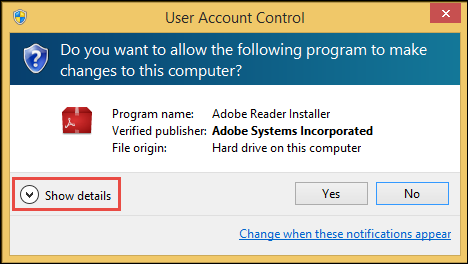 User Account Control
Do you want to allow the following program to make
changes to this computer?
Program name: Adobe Reader Installer
Verified publisher: Adobe Systems Incorporated
File origin: Hard drive on this computer
Show details
Yes
No
Change when these notifications appear